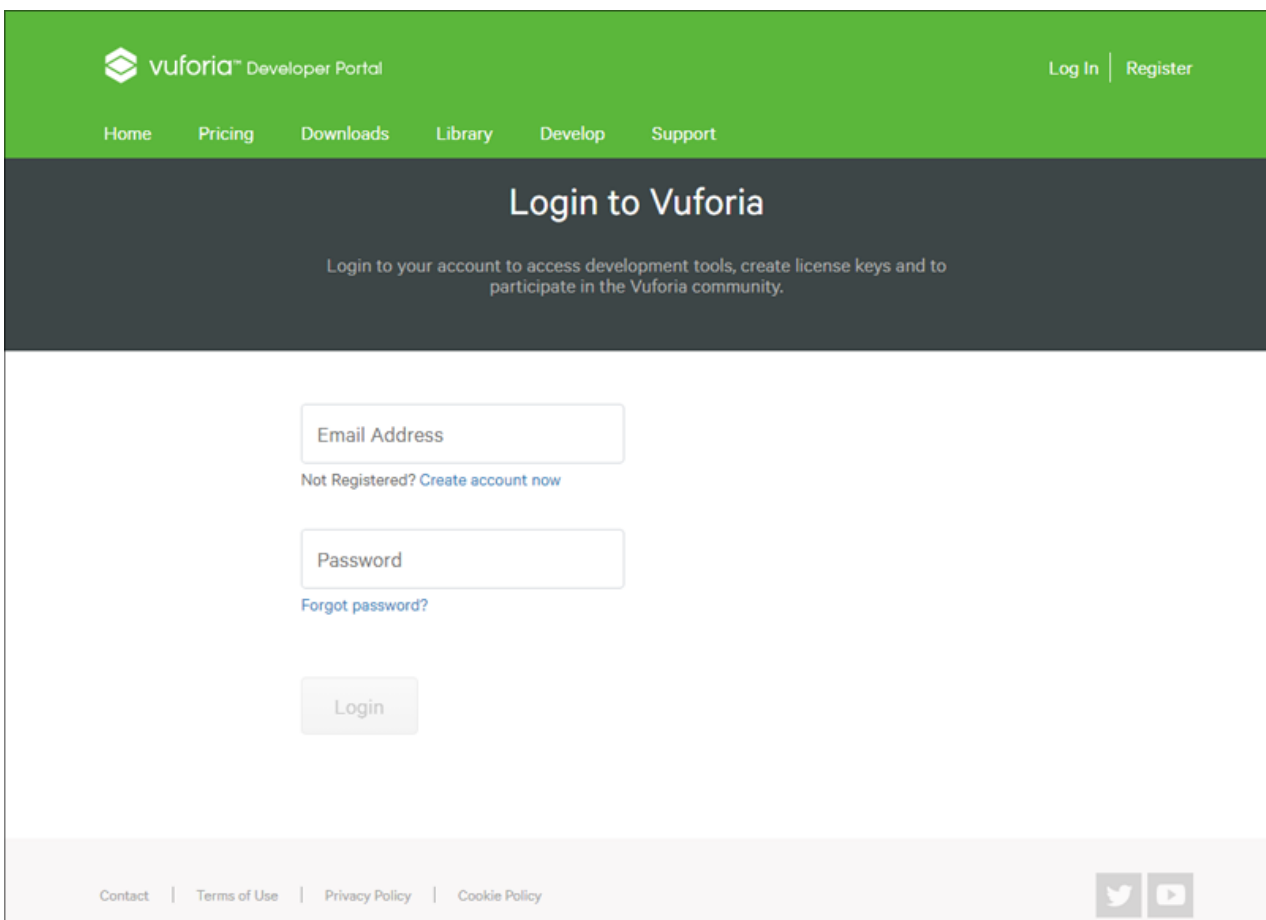 vuforia™ Developer Portal
Log In | Register
Home Pricing Downloads Library Develop Support
Login to Vuforia
Login to your account to access development tools, create license keys and to
participate in the Vuforia community.
Email Address
Not Registered? Create account now
Password
Forgot password?
Login
Contact | Terms of Use | Privacy Policy | Cookie Policy